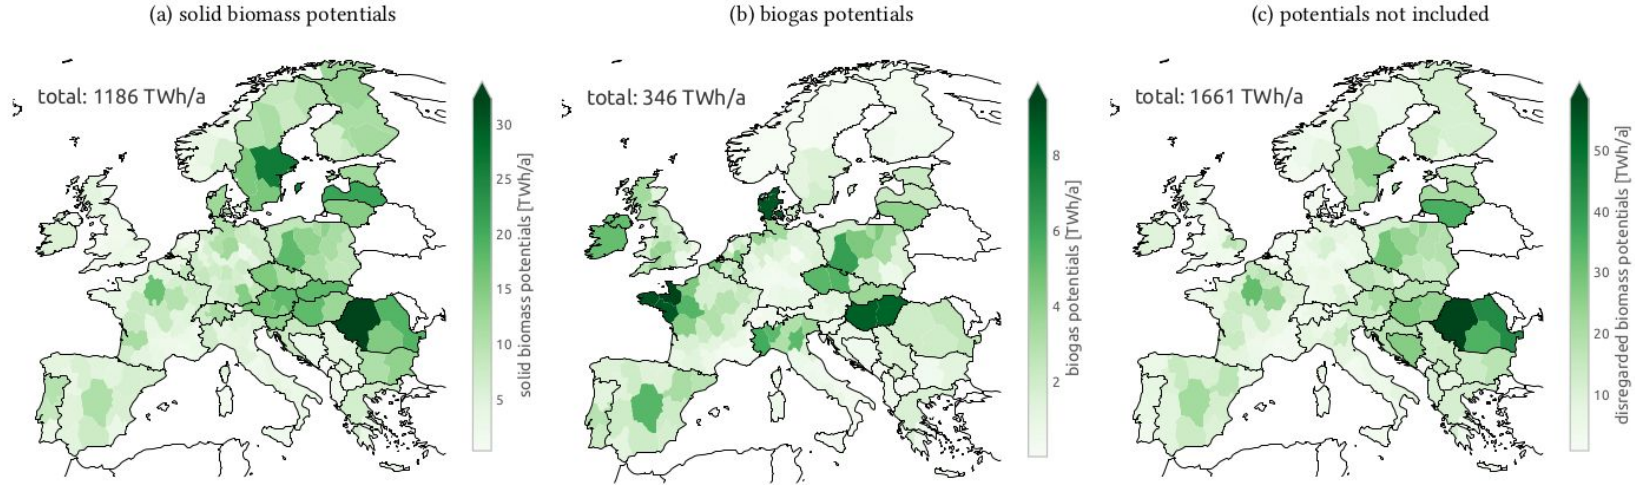 (a) solid biomass potentials
total: 1186 TWh/a
30
25
20
15
10
5
solid biomass potentials [TWh/a]
(b) biogas potentials
total: 346 TWh/a
8
6
4
2
biogas potentials [TWh/a]
(c) potentials not included
total: 1661 TWh/a
50
40
30
20
10
disregarded biomass potentials [TWh/a]